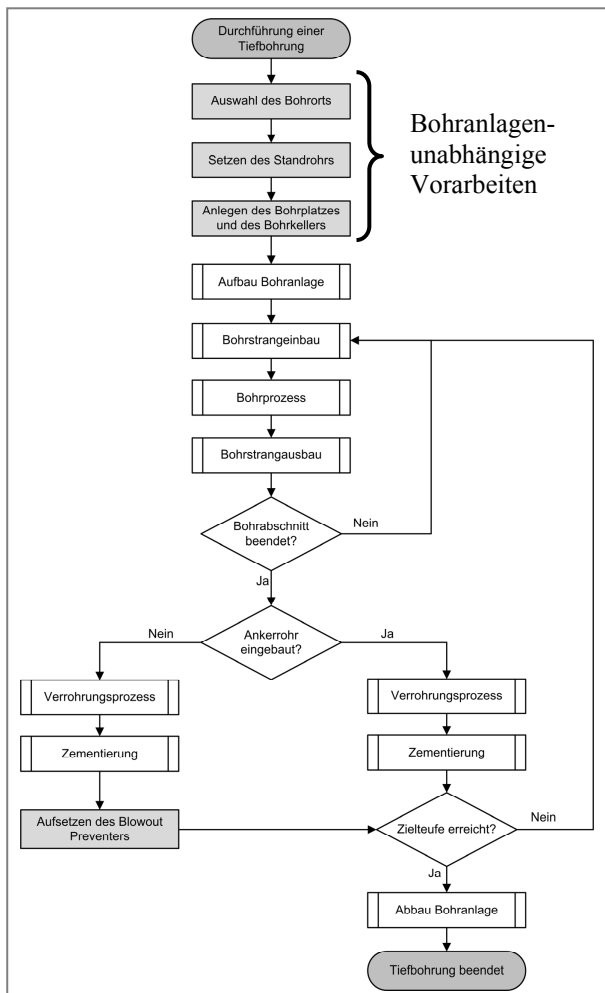 Durchführung einer
Tiefbohrung
Auswahl des Bohrorts
Setzen des Standrohrs
Anlegen des Bohrplatzes
und des Bohrkellers
Bohranlagen-
unabhängige
Vorarbeiten
Aufbau Bohranlage
Bohrstrangeinbau
Bohrprozess
Bohrstrangausbau
Bohrabschnitt
beendet?
Nein
Ja
Ankerrohr
eingebaut?
Nein
Ja
Verrohrungsprozess
Zementierung
Aufsetzen des Blowout
Preventers
Verrohrungsprozess
Zementierung
Zielteufe erreicht?
Nein
Ja
Abbau Bohranlage
Tiefbohrung beendet